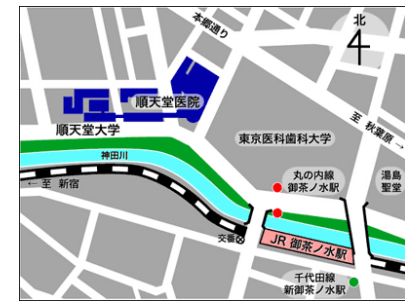 本郷通り
北
順天堂医院
順天堂大学
東京医科歯科大学
至 秋葉原 →
神田川
丸の内線
御茶ノ水駅
湯島
聖堂
← 至 新宿
交番
JR 御茶ノ水駅
千代田線
新御茶ノ水駅